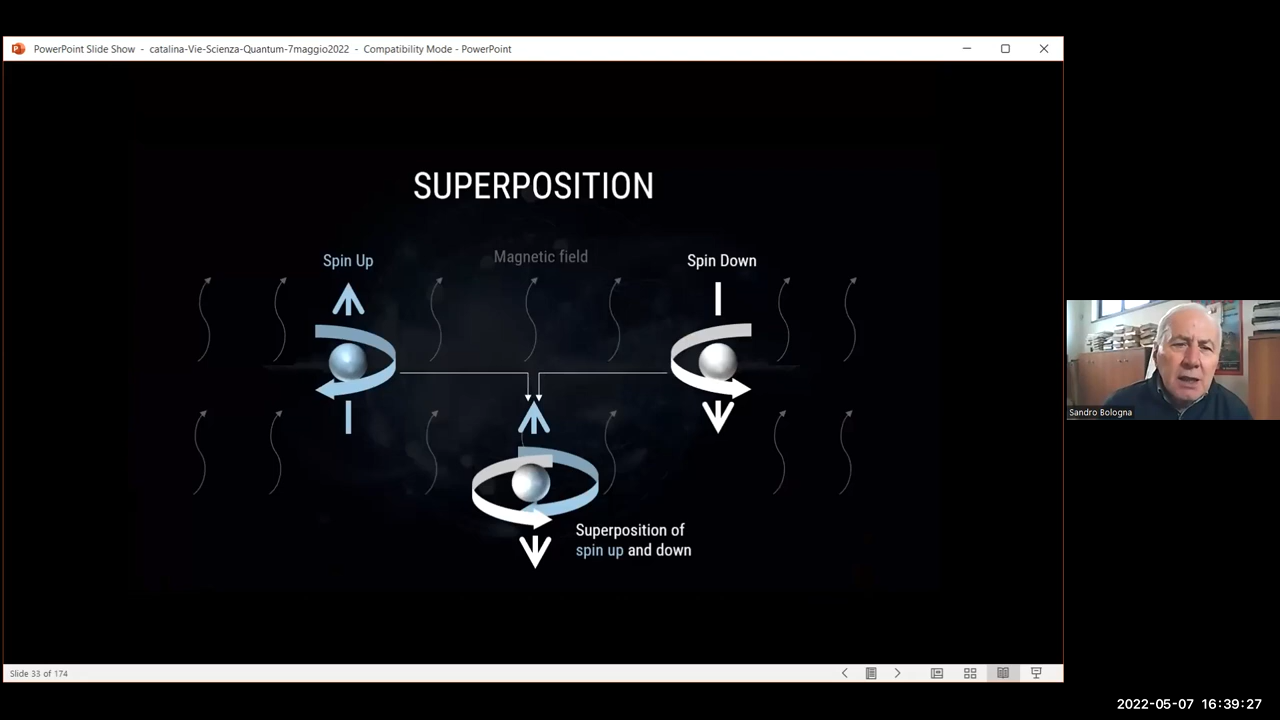 PowerPoint Slide Show - catalina-Vie-Scienza-Quantum-7maggio2022 - Compatibility Mode - PowerPoint
SUPERPOSITION
Magnetic field
Spin Up
Spin Down
Superposition of
spin up and down
Sandro Bologna
Slide 33 of 174
2022-05-07 16:39:27